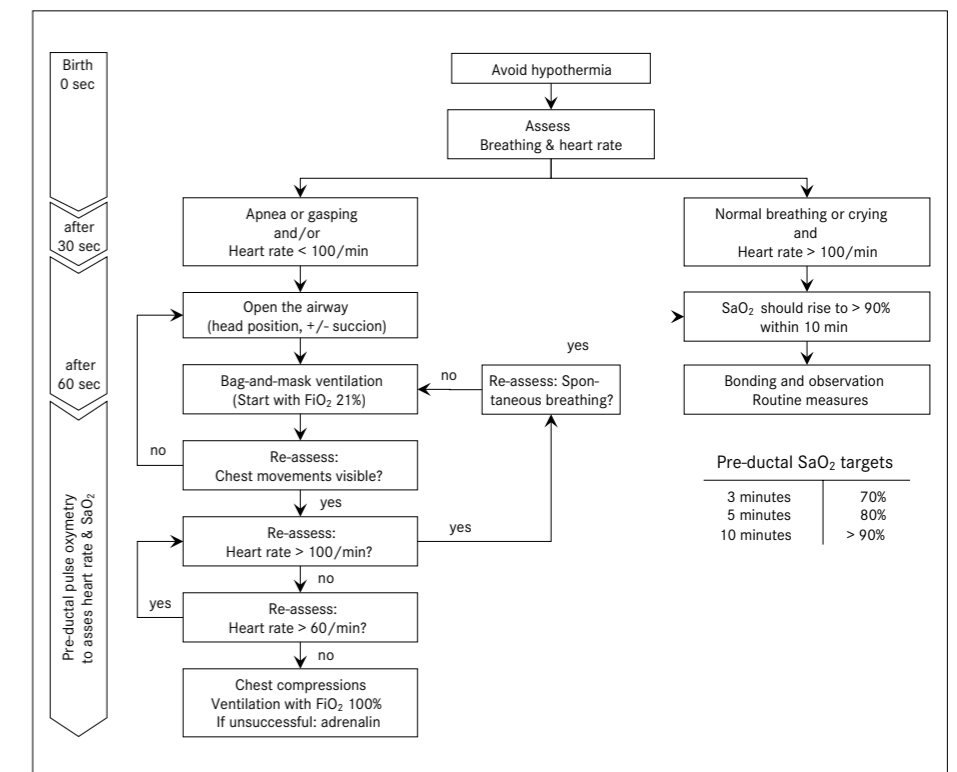 Birth
0 sec
after
30 sec
after
60 sec
Pre-ductal pulse oxymetry
to asses heart rate & SaO₂
Avoid hypothermia
Assess
Breathing & heart rate
Apnea or gasping
and/or
Heart rate < 100/min
Normal breathing or crying
and
Heart rate > 100/min
Open the airway
(head position, +/- succion)
SaO₂ should rise to > 90%
within 10 min
yes
Bag-and-mask ventilation
(Start with FiO₂ 21%)
no
Re-assess: Spon-
taneous breathing?
Bonding and observation
Routine measures
no
Re-assess:
Chest movements visible?
yes
Re-assess:
Heart rate > 100/min?
yes
no
yes
Re-assess:
Heart rate > 60/min?
no
Chest compressions
Ventilation with FiO₂ 100%
If unsuccessful: adrenalin
Pre-ductal SaO₂ targets
3 minutes 70%
5 minutes 80%
10 minutes > 90%